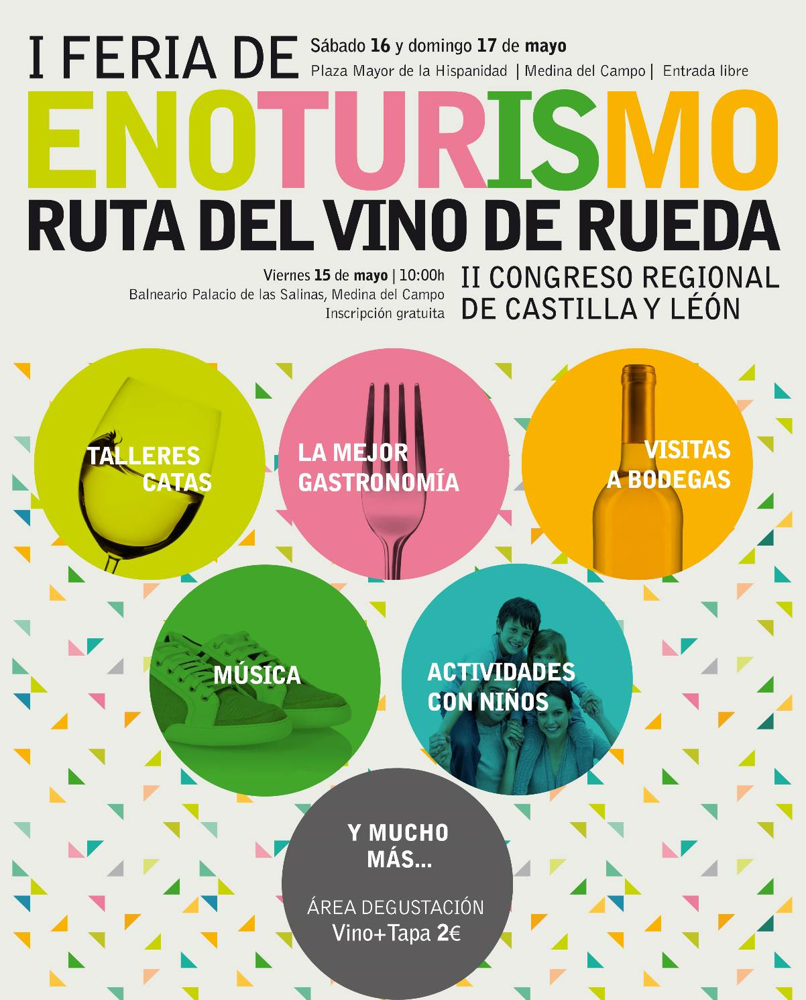 I FERIA DE
Sábado 16 y domingo 17 de mayo
Plaza Mayor de la Hispanidad | Medina del Campo | Entrada libre
ENOTURISMO
RUTA DEL VINO DE RUEDA
Viernes 15 de mayo | 10:00h
Balneario Palacio de las Salinas, Medina del Campo
Inscripción gratuita
II CONGRESO REGIONAL
DE CASTILLA Y LÉÓN
TALLERES
CATAS
LA MEJOR
GASTRONOMÍA
VISITAS
A BODEGAS
MÚSICA
ACTIVIDADES
CON NIÑOS
Y MUCHO
MÁS...
ÁREA DEGUSTACIÓN
Vino+Tapa 2€